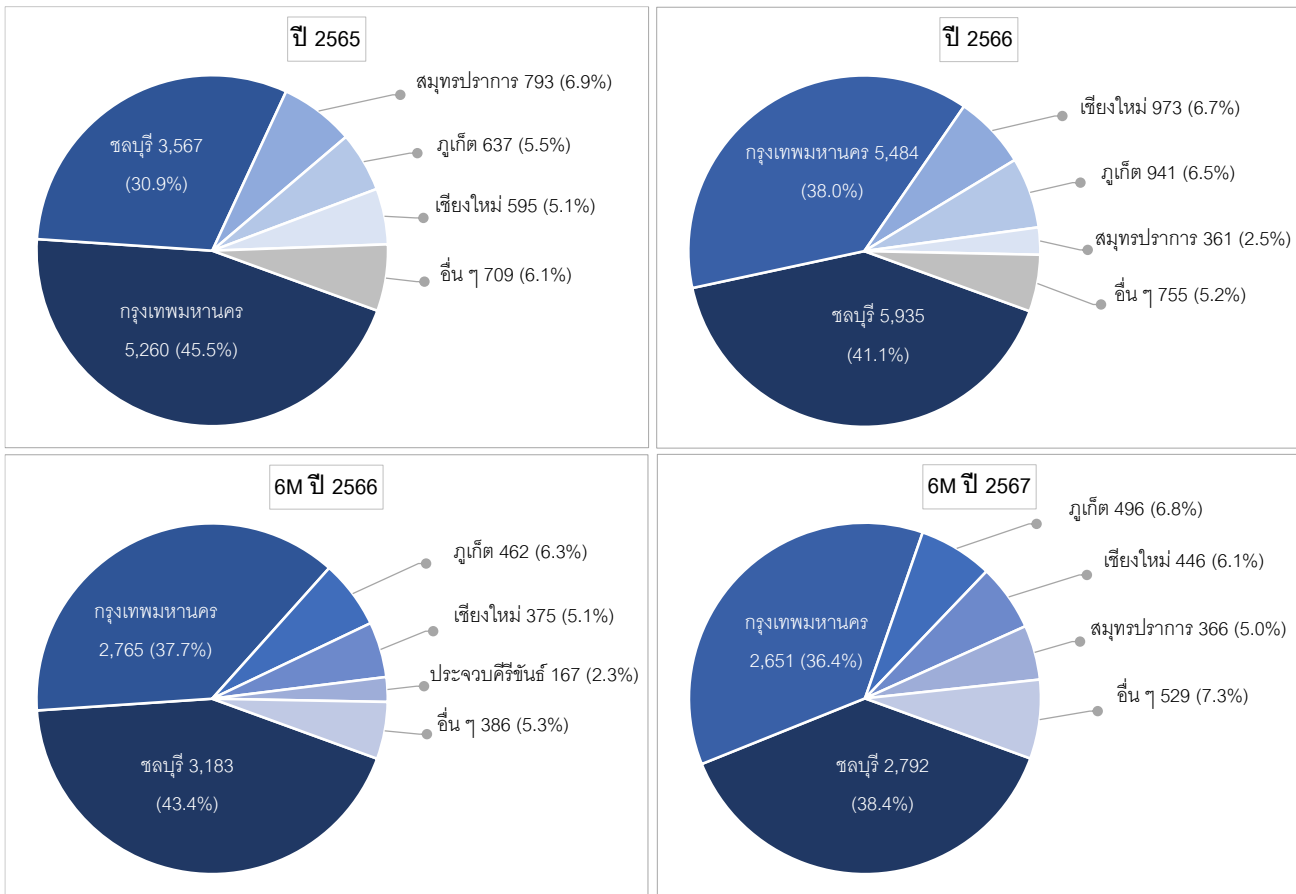 ปี 2565
สมุทรปราการ 793 (6.9%)
ชลบุรี 3,567
(30.9%)
ภูเก็ต 637 (5.5%)
เชียงใหม่ 595 (5.1%)
อื่น ๆ 709 (6.1%)
กรุงเทพมหานคร
5,260 (45.5%)
ปี 2566
เชียงใหม่ 973 (6.7%)
กรุงเทพมหานคร 5,484
(38.0%)
ภูเก็ต 941 (6.5%)
สมุทรปราการ 361 (2.5%)
อื่น ๆ 755 (5.2%)
ชลบุรี 5,935
(41.1%)
6M ปี 2566
ภูเก็ต 462 (6.3%)
กรุงเทพมหานคร
2,765 (37.7%)
เชียงใหม่ 375 (5.1%)
ประจวบคีรีขันธ์ 167 (2.3%)
อื่น ๆ 386 (5.3%)
ชลบุรี 3,183
(43.4%)
6M ปี 2567
ภูเก็ต 496 (6.8%)
เชียงใหม่ 446 (6.1%)
กรุงเทพมหานคร
2,651 (36.4%)
สมุทรปราการ 366 (5.0%)
อื่น ๆ 529 (7.3%)
ชลบุรี 2,792
(38.4%)